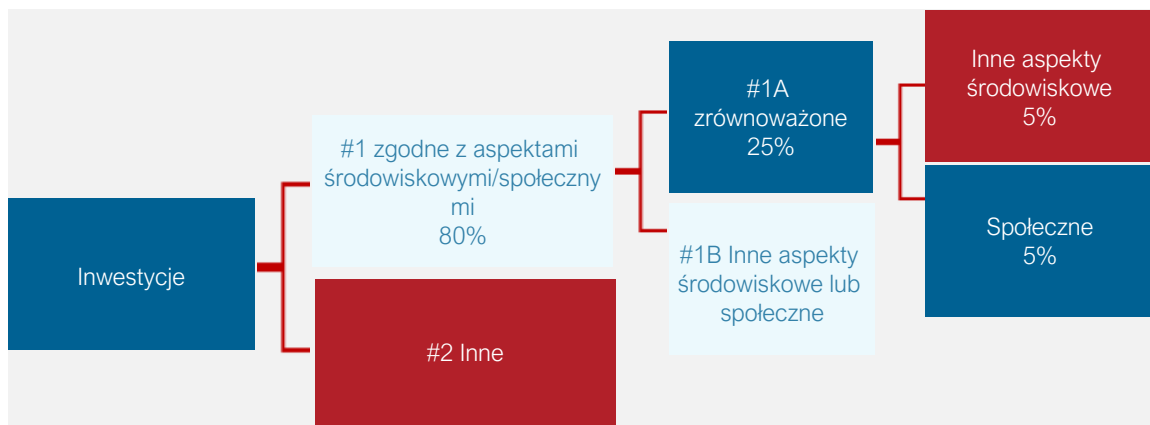 Inwestycje
#1 zgodne z aspektami
środowiskowymi/społeczny
mi
80%
#2 Inne
#1A
zrównoważone
25%
#1B Inne aspekty
środowiskowe lub
społeczne
Inne aspekty
środowiskowe
5%
Społeczne
5%